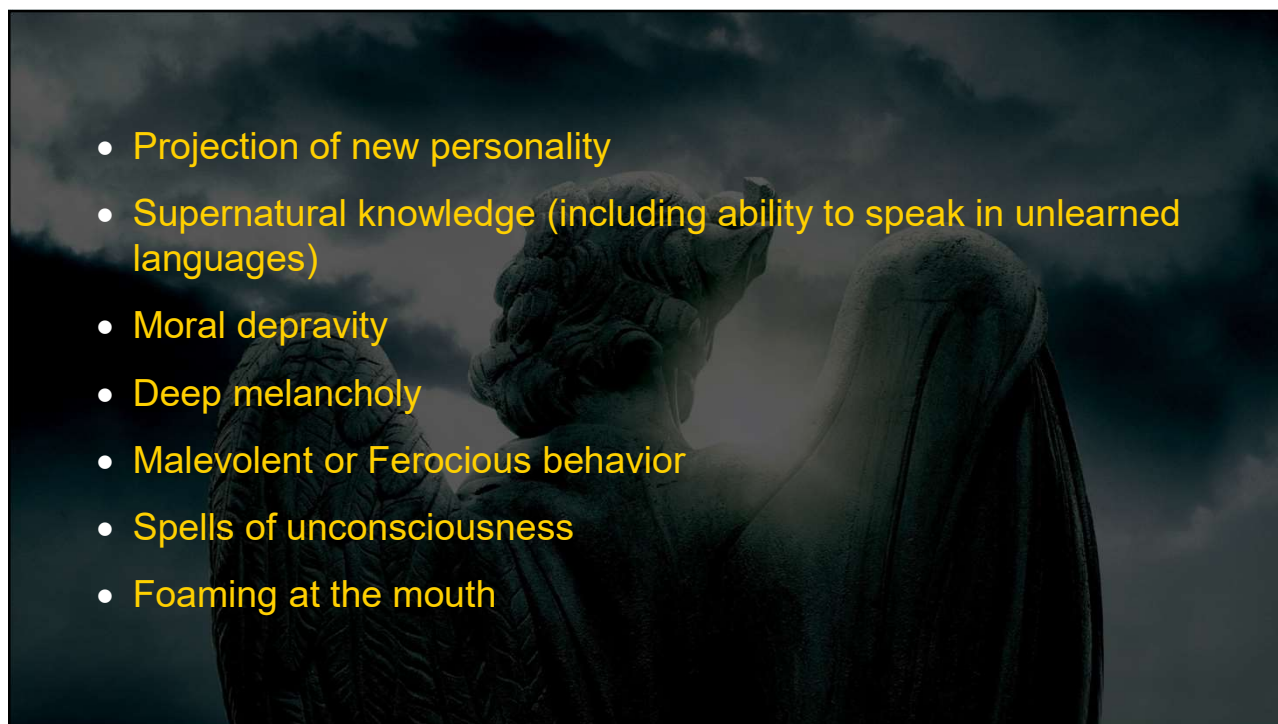 • Projection of new personality
• Supernatural knowledge (including ability to speak in unlearned
languages)
• Moral depravity
• Deep melancholy
• Malevolent or Ferocious behavior
• Spells of unconsciousness
• Foaming at the mouth